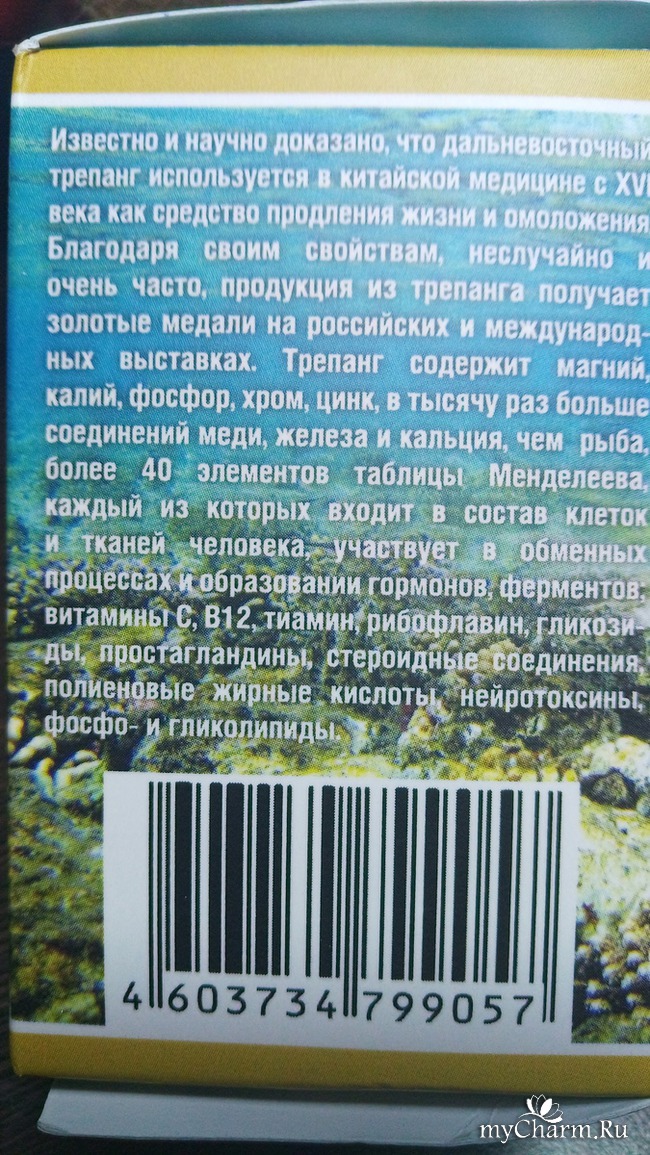 Известно и научно доказано, что дальневосточный
трепанг используется в китайской медицине с XVI
века как средство продления жизни и омоложения
Благодаря своим свойствам, неслучайно и
очень часто, продукция из трепанга получает
золотые медали на российских и международ-
ных выставках. Трепанг содержит магний,
калий, фосфор, хром, цинк, в тысячу раз больше
соединений меди, железа и кальция, чем рыба,
более 40 элементов таблицы Менделеева,
каждый из которых входит в состав клеток
и тканей человека, участвует в обменных
процессах и образовании гормонов, ферментов;
витамины С, В12, тиамин, рибофлавин, гликози-
ды, простагландины, стероидные соединения,
полиеновые жирные кислоты, нейротоксины,
фосфо- и гликолипиды.
4 603734 799057
myCharm.Ru